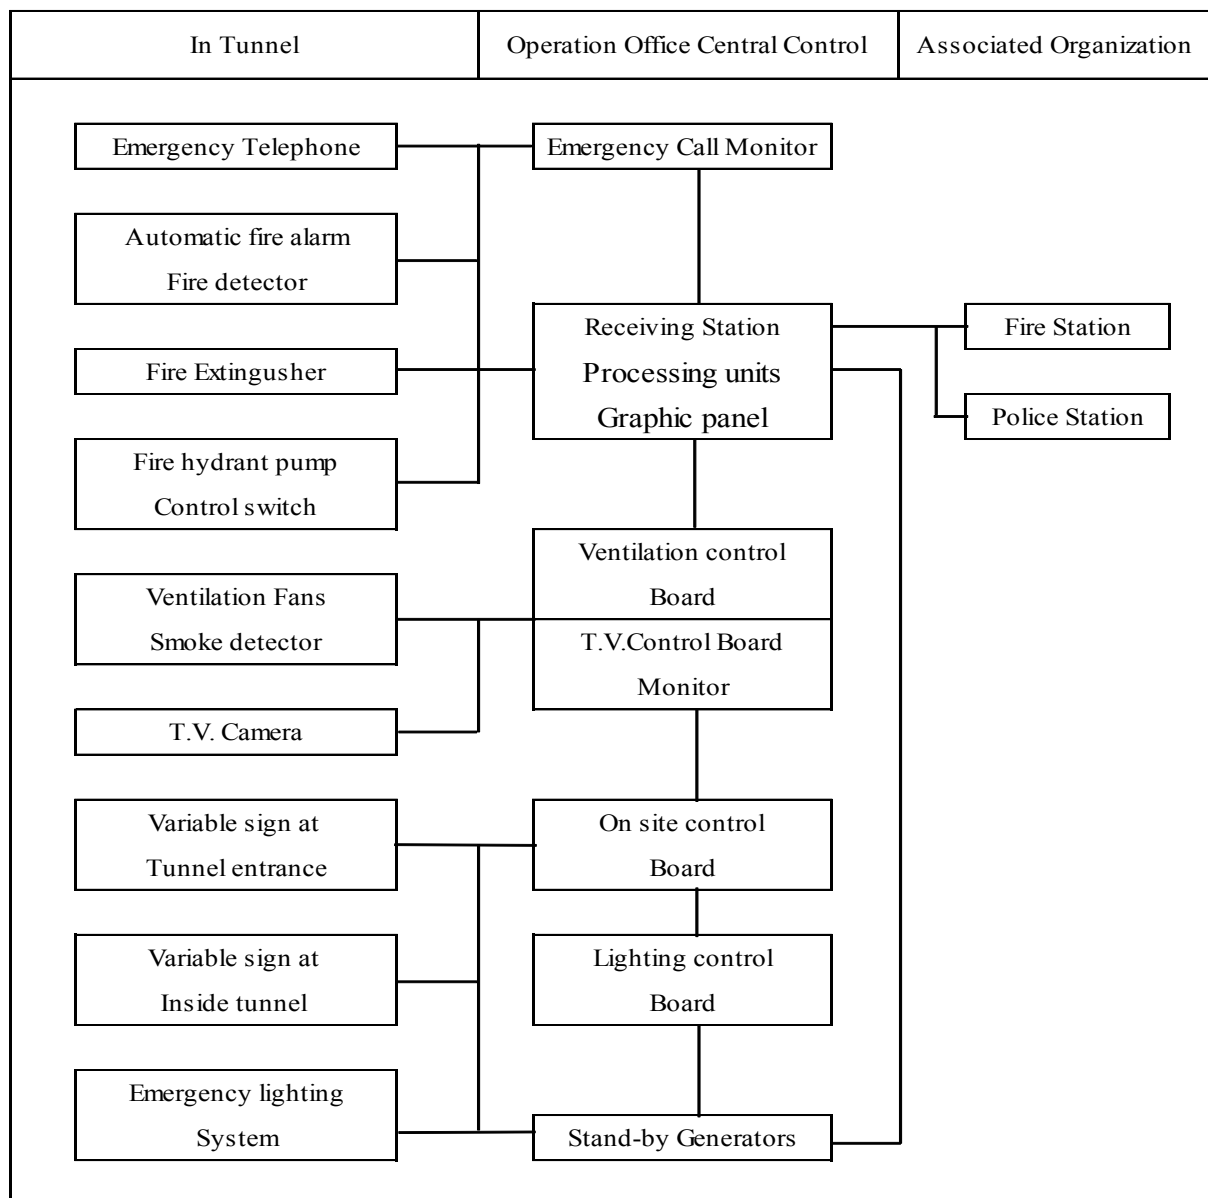 In Tunnel
Operation Office Central Control
Associated Organization
Emergency Telephone
Emergency Call Monitor
Automatic fire alarm
Fire detector
Receiving Station
Processing units
Graphic panel
Fire Station
Fire Extingusher
Police Station
Fire hydrant pump
Control switch
Ventilation control
Board
Ventilation Fans
Smoke detector
T.V.Control Board
Monitor
T.V. Camera
Variable sign at
Tunnel entrance
On site control
Board
Variable sign at
Inside tunnel
Lighting control
Board
Emergency lighting
System
Stand-by Generators